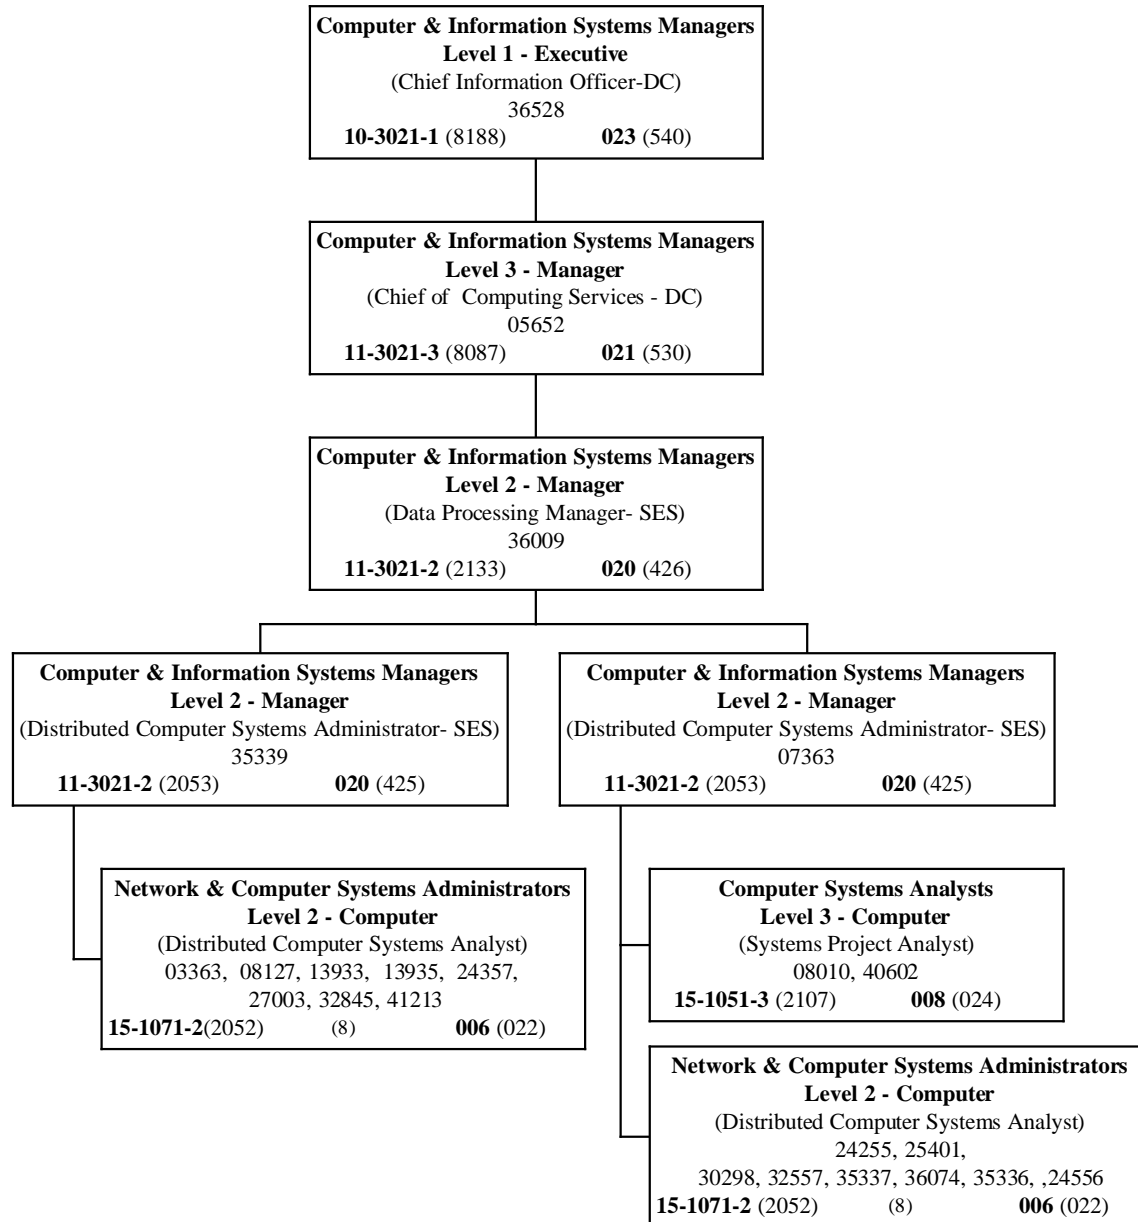 Computer & Information Systems Managers
Level 1 - Executive
(Chief Information Officer-DC)
36528
10-3021-1 (8188) 023 (540)
Computer & Information Systems Managers
Level 3 - Manager
(Chief of Computing Services - DC)
05652
11-3021-3 (8087) 021 (530)
Computer & Information Systems Managers
Level 2 - Manager
(Data Processing Manager- SES)
36009
11-3021-2 (2133) 020 (426)
Computer & Information Systems Managers
Level 2 - Manager
(Distributed Computer Systems Administrator- SES)
35339
11-3021-2 (2053) 020 (425)
Computer & Information Systems Managers
Level 2 - Manager
(Distributed Computer Systems Administrator- SES)
07363
11-3021-2 (2053) 020 (425)
Network & Computer Systems Administrators
Level 2 - Computer
(Distributed Computer Systems Analyst)
03363, 08127, 13933, 13935, 24357,
27003, 32845, 41213
15-1071-2(2052) (8) 006 (022)
Computer Systems Analysts
Level 3 - Computer
(Systems Project Analyst)
08010, 40602
15-1051-3 (2107) 008 (024)
Network & Computer Systems Administrators
Level 2 - Computer
(Distributed Computer Systems Analyst)
24255, 25401,
30298, 32557, 35337, 36074, 35336, ,24556
15-1071-2 (2052) (8) 006 (022)